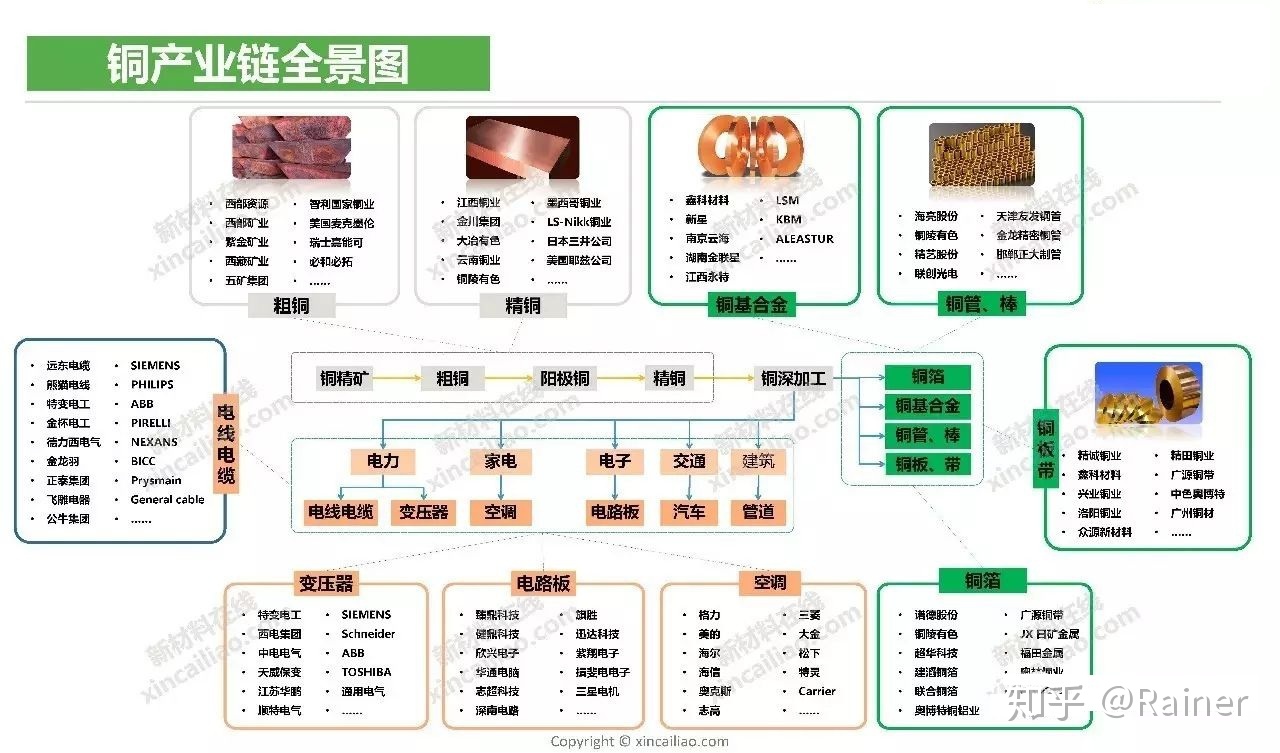 铜产业链全景图
西部资源
西部矿业
紫金矿业
西藏矿业
五矿集团
智利国家铜业
美国麦克墨伦
瑞士嘉能可
必和必拓
......
粗铜
江西铜业
金川集团
大冶有色
云南铜业
铜陵有色
墨西哥铜业
LS-Nikk铜业
日本三井公司
美国耶兹公司
......
精铜
鑫科材料
新星
南京云海
湖南金联星
江西永特
LSM
KBM
ALEASTUR
......
铜基合金
海亮股份
铜陵有色
精艺股份
联创光电
天津友发钢管
金龙精密铜管
邯郸正大制管
......
铜管、棒
远东电缆
熊猫电线
特变电工
金杯电工
德力西电气
金龙羽
正泰集团
飞雕电器
公牛集团
SIEMENS
PHILIPS
ABB
PIRELLI
NEXANS
BICC
Prysmain
General cable
......
电线电缆
铜精矿
粗铜
阳极铜
精铜
铜深加工
铜箔
铜基合金
铜管、棒
铜板、带
电力
家电
电子
交通
建筑
电线电缆
变压器
空调
电路板
汽车
管道
铜板带
精诚铜业
鑫科材料
兴业铜业
洛阳铜业
众源新材料
精田铜业
广源铜带
中色奥博特
广州铜材
......
变压器
特变电工
西电集团
中电电气
天威保变
江苏华鹏
顺特电气
SIEMENS
Schneider
ABB
TOSHIBA
通用电气
......
电路板
臻鼎科技
健鼎科技
欣兴电子
华通电脑
志超科技
深南电路
旗胜
迅达科技
紫翔电子
揖斐电电子
三星电机
......
空调
格力
美的
海尔
海信
奥克斯
志高
三菱
大金
松下
特灵
Carrier
......
铜箔
诺德股份
铜陵有色
超华科技
建滔铜箔
联合铜箔
奥博特铜铝业
广源铜带
JX日矿金属
福田金属
知乎 @Rainer
新材料在线
xincailiao.com
Copyright © xincailiao.com